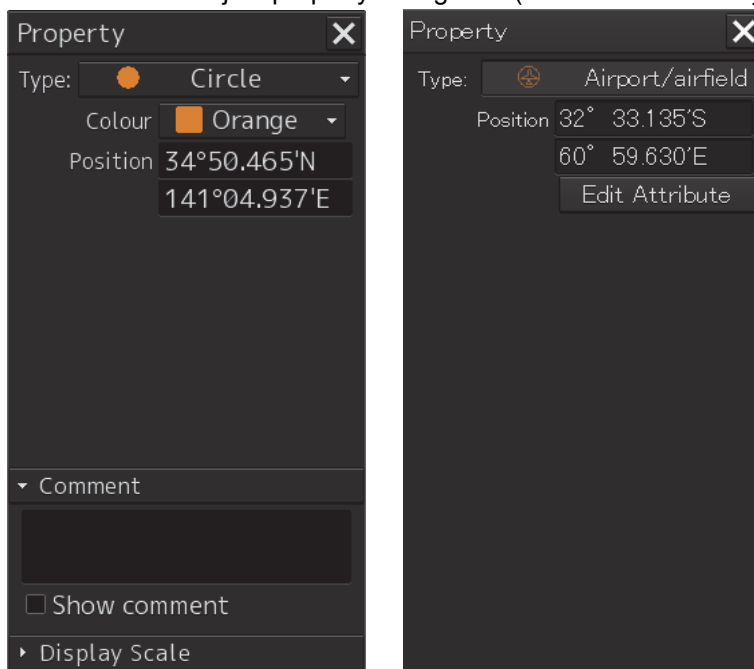 Property
Type: Circle
Colour Orange
Position 34°50.465'N
141°04.937'E
Comment
Show comment
Display Scale
Property
Type: Airport/airfield
Position 32° 33.135'S
60° 59.630'E
Edit Attribute